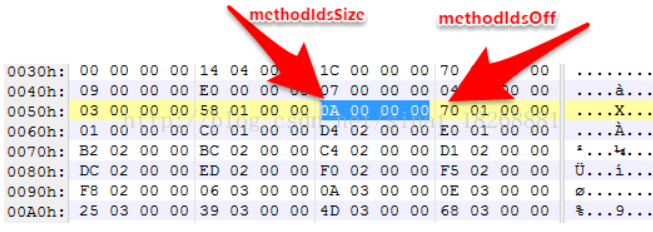 methodIdsSize methodIdsOff
0030h: 00 00 00 00 14 04 00 1C 00 00 00 70 00 00 ........
0040h: 09 00 00 00 E0 00 00 07 00 00 00 00 00 ....à...
0050h: 03 00 00 00 58 01 00 00 0A 00 00 00 70 01 00 00 ....X...
0060h: 01 00 00 00 C0 01 00 00 D4 02 00 00 E0 01 00 00 ....À...
0070h: B2 02 00 00 BC 02 00 00 C4 02 00 00 D1 02 00 00 ²...¼...
0080h: DC 02 00 00 ED 02 00 00 F0 02 00 00 F5 02 00 00 Ü...í...
0090h: F8 02 00 00 06 03 00 00 0A 03 00 00 0E 03 00 00 ø.......
00A0h: 25 03 00 00 39 03 00 00 4D 03 00 00 68 03 00 00 %...9...